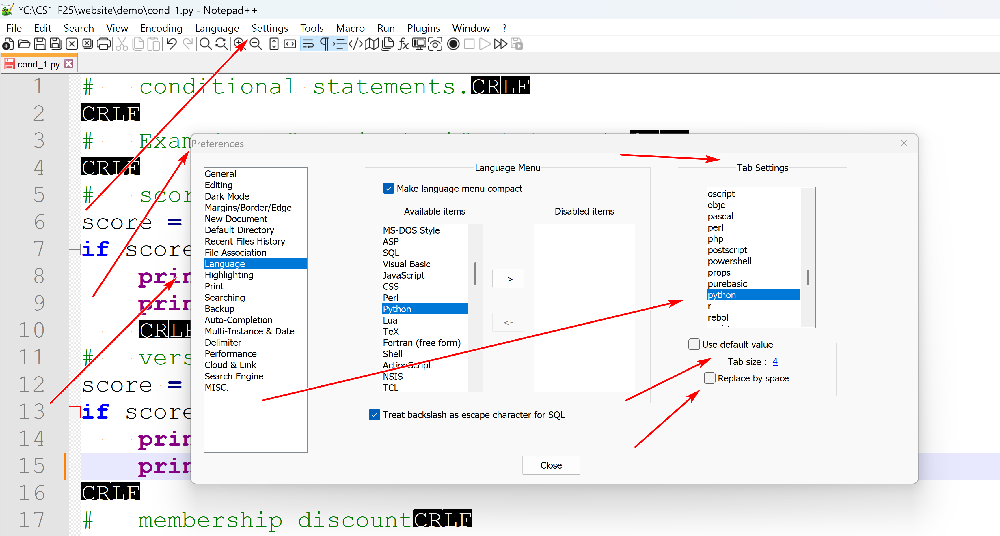 *C:\CS1_F25\website\demo\cond_1.py - Notepad++
File Edit Search View Encoding Language Settings Tools Macro Run Plugins Window ?
cond_1.py
1 # conditional statements.CRLF
2 CRLF
3 # Exam
4 CRLF
5 # scor
6 score =
7 if score
8 prin
9 prin
10 CRLF
11 # vers
12 score =
13 if score
14 prin
15 prin
16 CRLF
17 # membership discountCRLF
Preferences
General
Editing
Dark Mode
Margins/Border/Edge
New Document
Default Directory
Recent Files History
File Association
Language
Highlighting
Print
Searching
Backup
Auto-Completion
Multi-Instance & Date
Delimiter
Performance
Cloud & Link
Search Engine
MISC.
Language Menu
Make language menu compact
Available items
MS-DOS Style
ASP
SQL
Visual Basic
JavaScript
CSS
Perl
Python
Lua
TeX
Fortran (free form)
Shell
ActionScript
NSIS
TCL
->
<-
Disabled items
Treat backslash as escape character for SQL
Tab Settings
oscript
objc
pascal
perl
php
postscript
powershell
props
purebasic
python
r
rebol
Use default value
Tab size : 4
Replace by space
Close